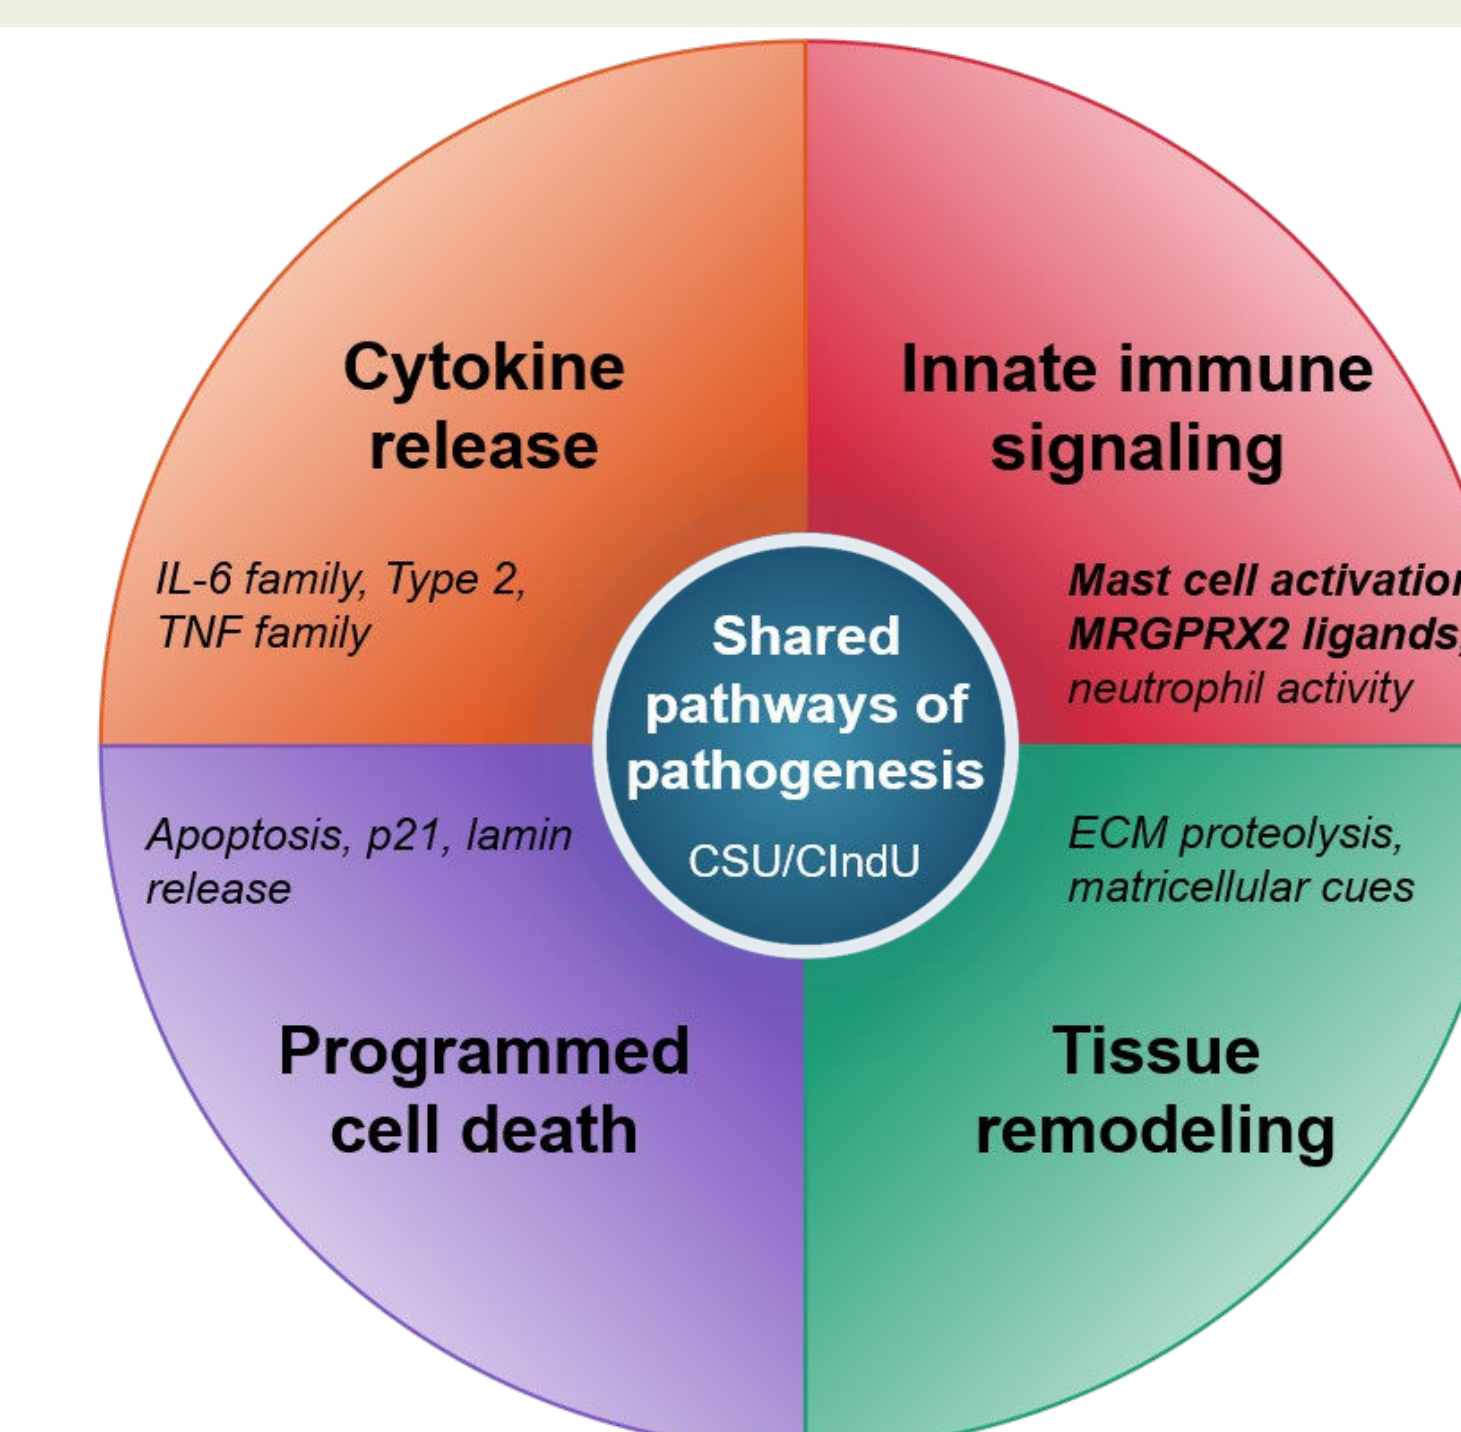 Cytokine
release
IL-6 family, Type 2,
TNF family
Innate immune
signaling
Mast cell activation
MRGPRX2 ligands,
neutrophil activity
Shared
pathways of
pathogenesis
CSU/CIndU
Apoptosis, p21, lamin
release
Programmed
cell death
ECM proteolysis,
matricellular cues
Tissue
remodeling